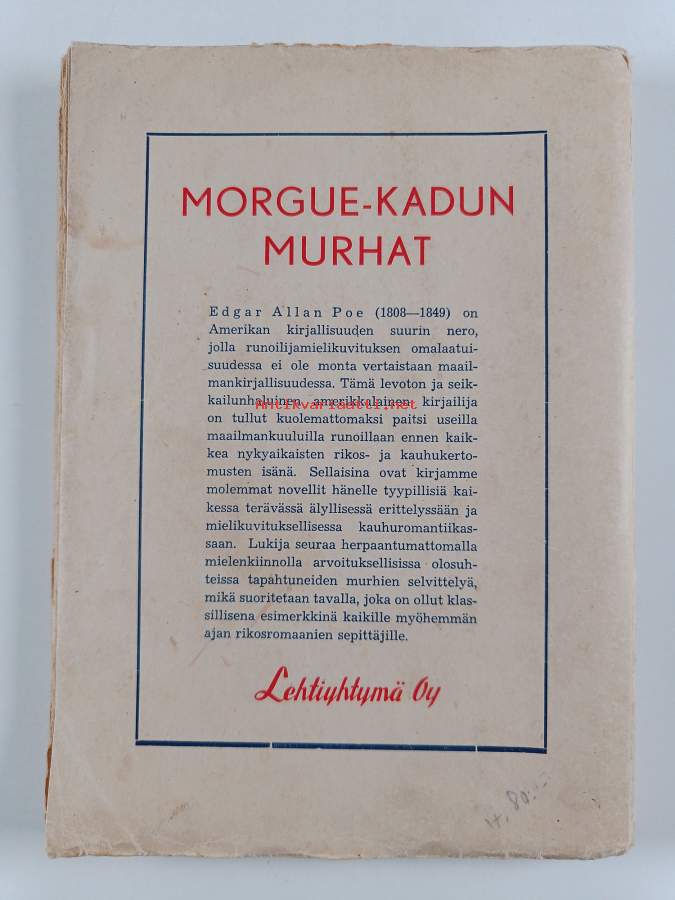 MORGUE-KADUN
MURHAT
Edgar Allan Poe (1808—1849) on
Amerikan kirjallisuuden suurin nero,
jolla runoilijamielikuvituksen omalaatui-
suudessa ei ole monta vertaistaan maail-
mankirjallisuudessa. Tämä levoton ja seik-
kailunhaluinen amerikkalainen kirjailija
Antikvariaatti.net
on tullut kuolemattomaksi paitsi useilla
maailmankuuluilla runoillaan ennen kaik-
kea nykyaikaisten rikos- ja kauhukerto-
musten isänä. Sellaisina ovat kirjamme
molemmat novellit hänelle tyypillisiä kai-
kessa terävässä älyllisessä erittelyssään ja
mielikuvituksellisessa kauhuromantiikas-
saan. Lukija seuraa herpaantumattomalla
mielenkiinnolla arvoituksellisissa olosuh-
teissa tapahtuneiden murhien selvittelyä,
mikä suoritetaan tavalla, joka on ollut klas-
sillisena esimerkkinä kaikille myöhemmän
ajan rikosromaanien sepittäjille.
Lehtiyhtymä Oy